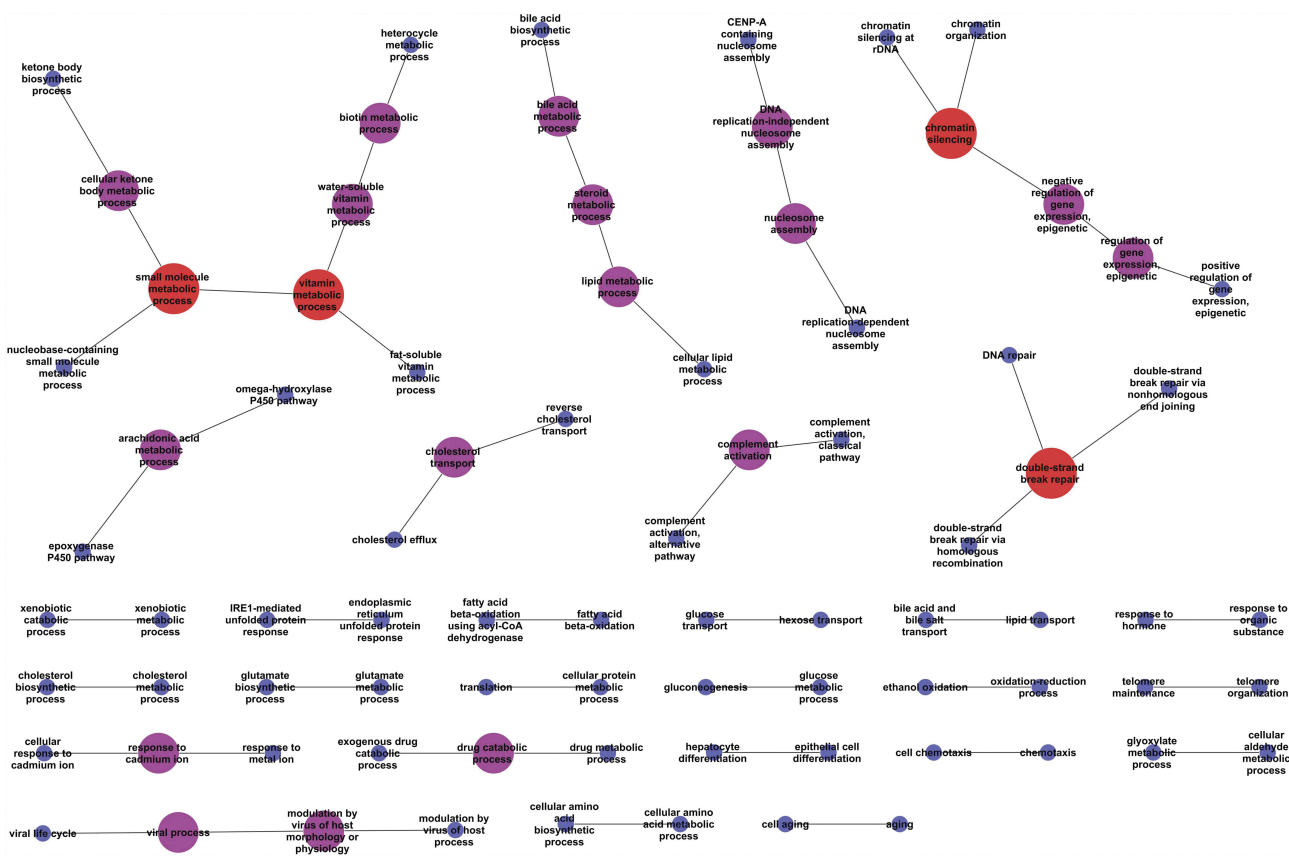 ketone body
biosynthetic
process
heterocycle
metabolic
process
bile acid
biosynthetic
process
CENP-A
containing
nucleosome
assembly
chromatin
silencing at
rDNA
chromatin
organization
biotin metabolic
process
bile acid
metabolic
process
DNA
replication-independent
nucleosome
assembly
chromatin
silencing
cellular ketone
body metabolic
process
water-soluble
vitamin
metabolic
process
steroid
metabolic
process
nucleosome
assembly
negative
regulation of
gene
expression,
epigenetic
regulation of
gene
expression,
epigenetic
positive
regulation of
gene
expression,
epigenetic
small molecule
metabolic
process
vitamin
metabolic
process
lipid metabolic
process
DNA
replication-dependent
nucleosome
assembly
nucleobase-containing
small molecule
metabolic
process
fat-soluble
vitamin
metabolic
process
cellular lipid
metabolic
process
DNA repair
double-strand
break repair via
nonhomologous
end joining
omega-hydroxylase
P450 pathway
reverse
cholesterol
transport
complement
activation,
classical
pathway
arachidonic acid
metabolic
process
cholesterol
transport
complement
activation
double-strand
break repair
epoxygenase
P450 pathway
cholesterol efflux
complement
activation,
alternative
pathway
double-strand
break repair via
homologous
recombination
xenobiotic
catabolic
process
xenobiotic
metabolic
process
IRE1-mediated
unfolded protein
response
endoplasmic
reticulum
unfolded protein
response
fatty acid
beta-oxidation
using acyl-CoA
dehydrogenase
fatty acid
beta-oxidation
glucose
transport
hexose transport
bile acid and
bile salt
transport
lipid transport
response to
hormone
response to
organic
substance
cholesterol
biosynthetic
process
cholesterol
metabolic
process
glutamate
biosynthetic
process
glutamate
metabolic
process
translation
cellular protein
metabolic
process
gluconeogenesis
glucose
metabolic
process
ethanol oxidation
oxidation-reduction
process
telomere
maintenance
telomere
organization
cellular
response to
cadmium ion
response to
cadmium ion
response to
metal ion
exogenous drug
catabolic
process
drug catabolic
process
drug metabolic
process
hepatocyte
differentiation
epithelial cell
differentiation
cell chemotaxis
chemotaxis
glyoxylate
metabolic
process
cellular
aldehyde
metabolic
process
viral life cycle
viral process
modulation by
virus of host
morphology or
physiology
modulation by
virus of host
process
cellular amino
acid
biosynthetic
process
cellular amino
acid metabolic
process
cell aging
aging